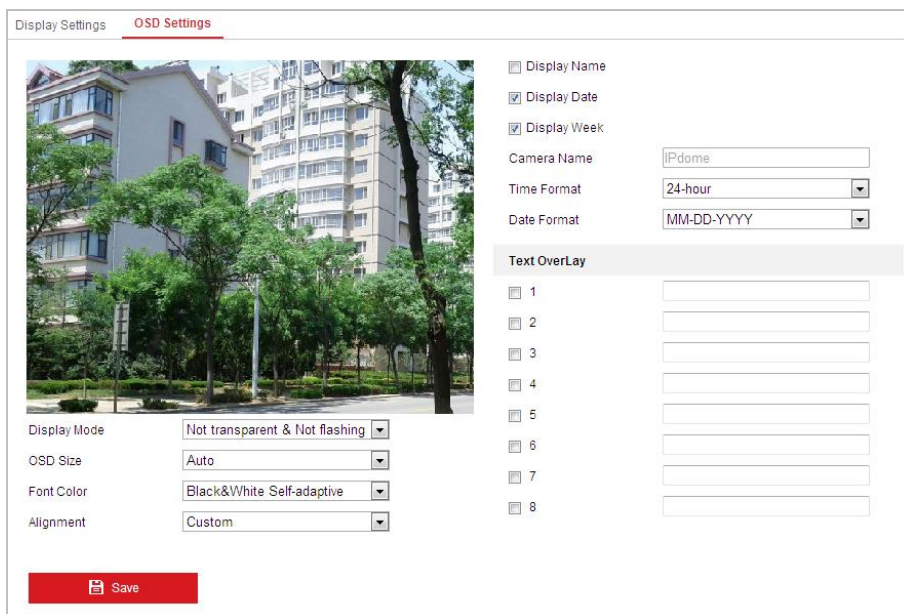 Display Settings OSD Settings
Display Name
Display Date
Display Week
Camera Name IPdome
Time Format 24-hour
Date Format MM-DD-YYYY
Text OverLay
1
2
3
4
5
6
7
8
Display Mode Not transparent & Not flashing
OSD Size Auto
Font Color Black&White Self-adaptive
Alignment Custom
Save